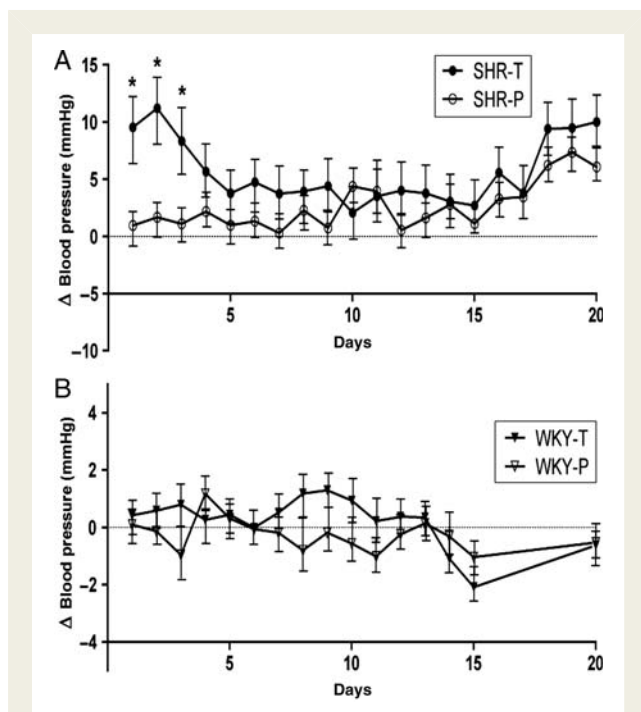 A
* * *
SHR-T
SHR-P
Δ Blood pressure (mmHg)
15
10
5
0
−5
−10
5 10 15 20
Days
B
WKY-T
WKY-P
Δ Blood pressure (mmHg)
4
2
0
−2
−4
5 10 15 20
Days